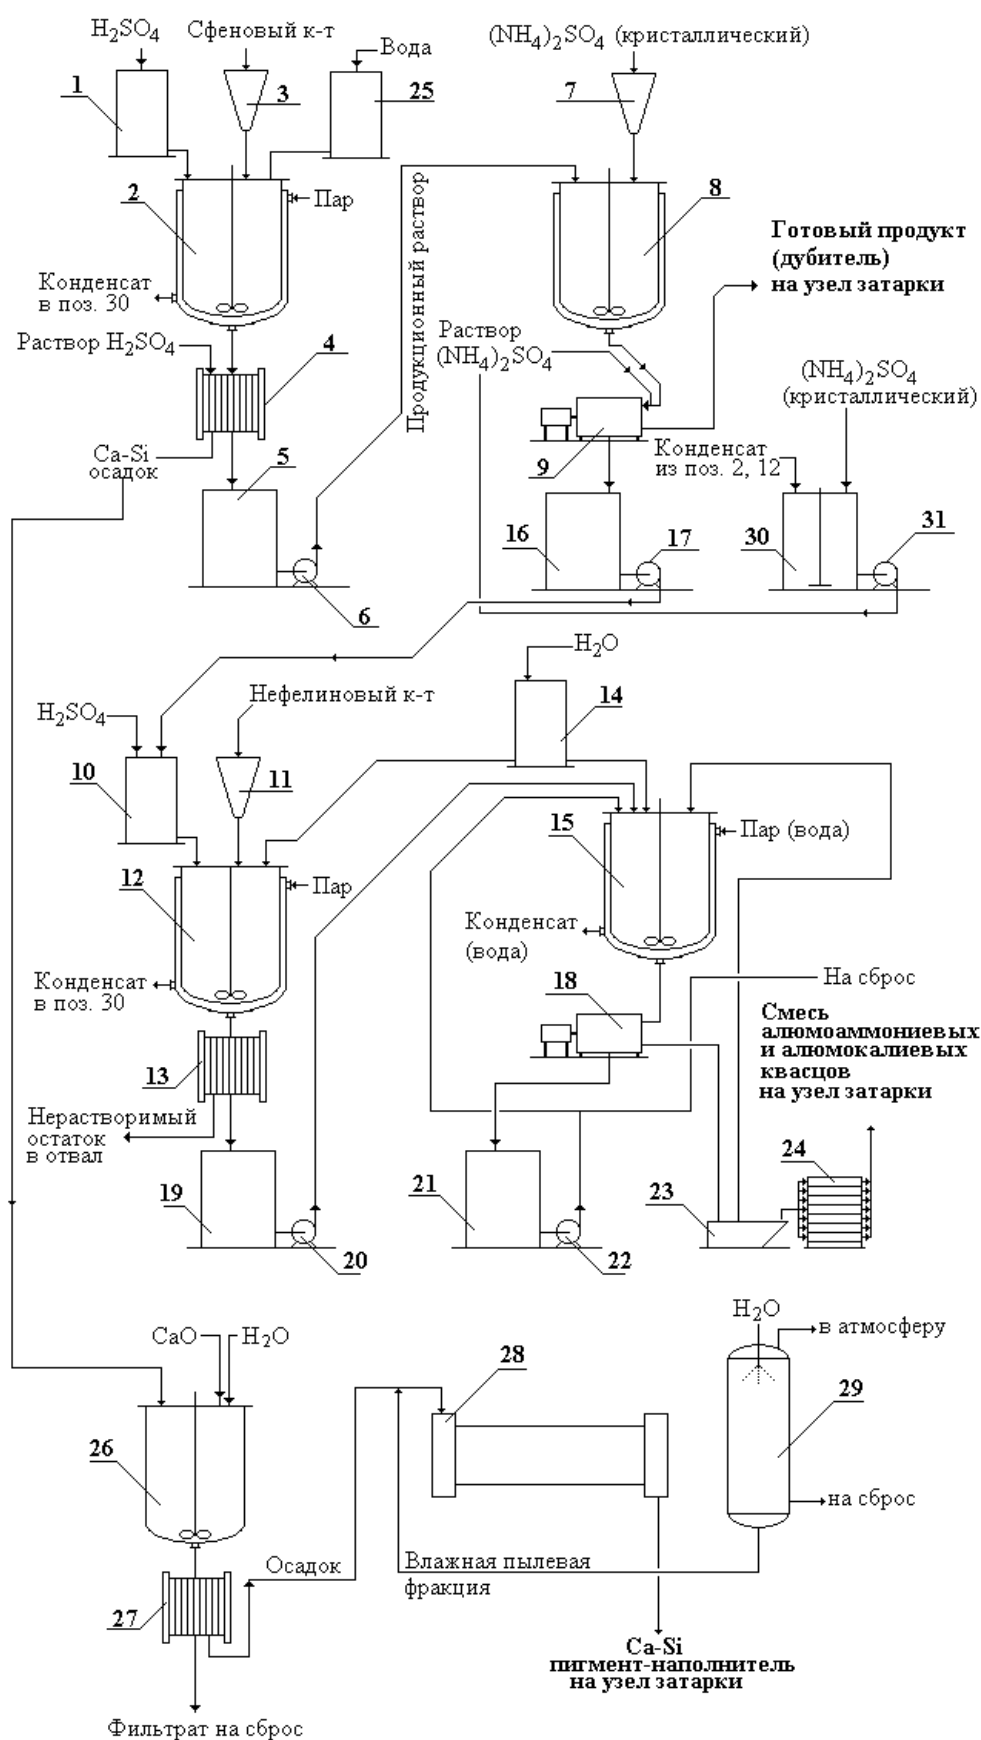 H2SO4
Сфеновый к-т
Вода
(NH4)2SO4 (кристаллический)
1
3
25
7
2
Пар
8
Продукционный раствор
Готовый продукт
(дубитель)
на узел затарки
Конденсат
в поз. 30
Раствор H2SO4
4
Раствор
(NH4)2SO4
(NH4)2SO4
(кристаллический)
Ca-Si
осадок
5
9
Конденсат
из поз. 2, 12
16
17
30
31
6
H2O
Нефелиновый к-т
H2SO4
14
10
11
15
Пар (вода)
12
Пар
Конденсат
(вода)
Конденсат
в поз. 30
18
На сброс
Смесь
алюмоаммониевых
и алюмокалиевых
квасцов
на узел затарки
13
Нерастворимый
остаток
в отвал
24
19
21
23
20
22
CaO
H2O
H2O
в атмосферу
28
29
26
на сброс
Осадок
Влажная пылевая
фракция
27
Ca-Si
пигмент-наполнитель
на узел затарки
Фильтрат на сброс